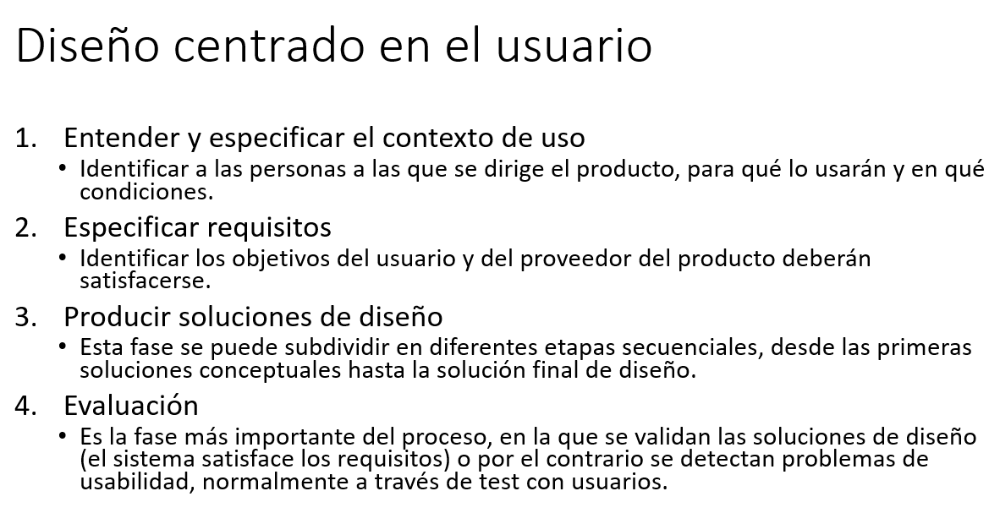 Diseño centrado en el usuario
1. Entender y especificar el contexto de uso
• Identificar a las personas a las que se dirige el producto, para qué lo usarán y en qué
condiciones.
2. Especificar requisitos
• Identificar los objetivos del usuario y del proveedor del producto deberán
satisfacerse.
3. Producir soluciones de diseño
• Esta fase se puede subdividir en diferentes etapas secuenciales, desde las primeras
soluciones conceptuales hasta la solución final de diseño.
4. Evaluación
• Es la fase más importante del proceso, en la que se validan las soluciones de diseño
(el sistema satisface los requisitos) o por el contrario se detectan problemas de
usabilidad, normalmente a través de test con usuarios.